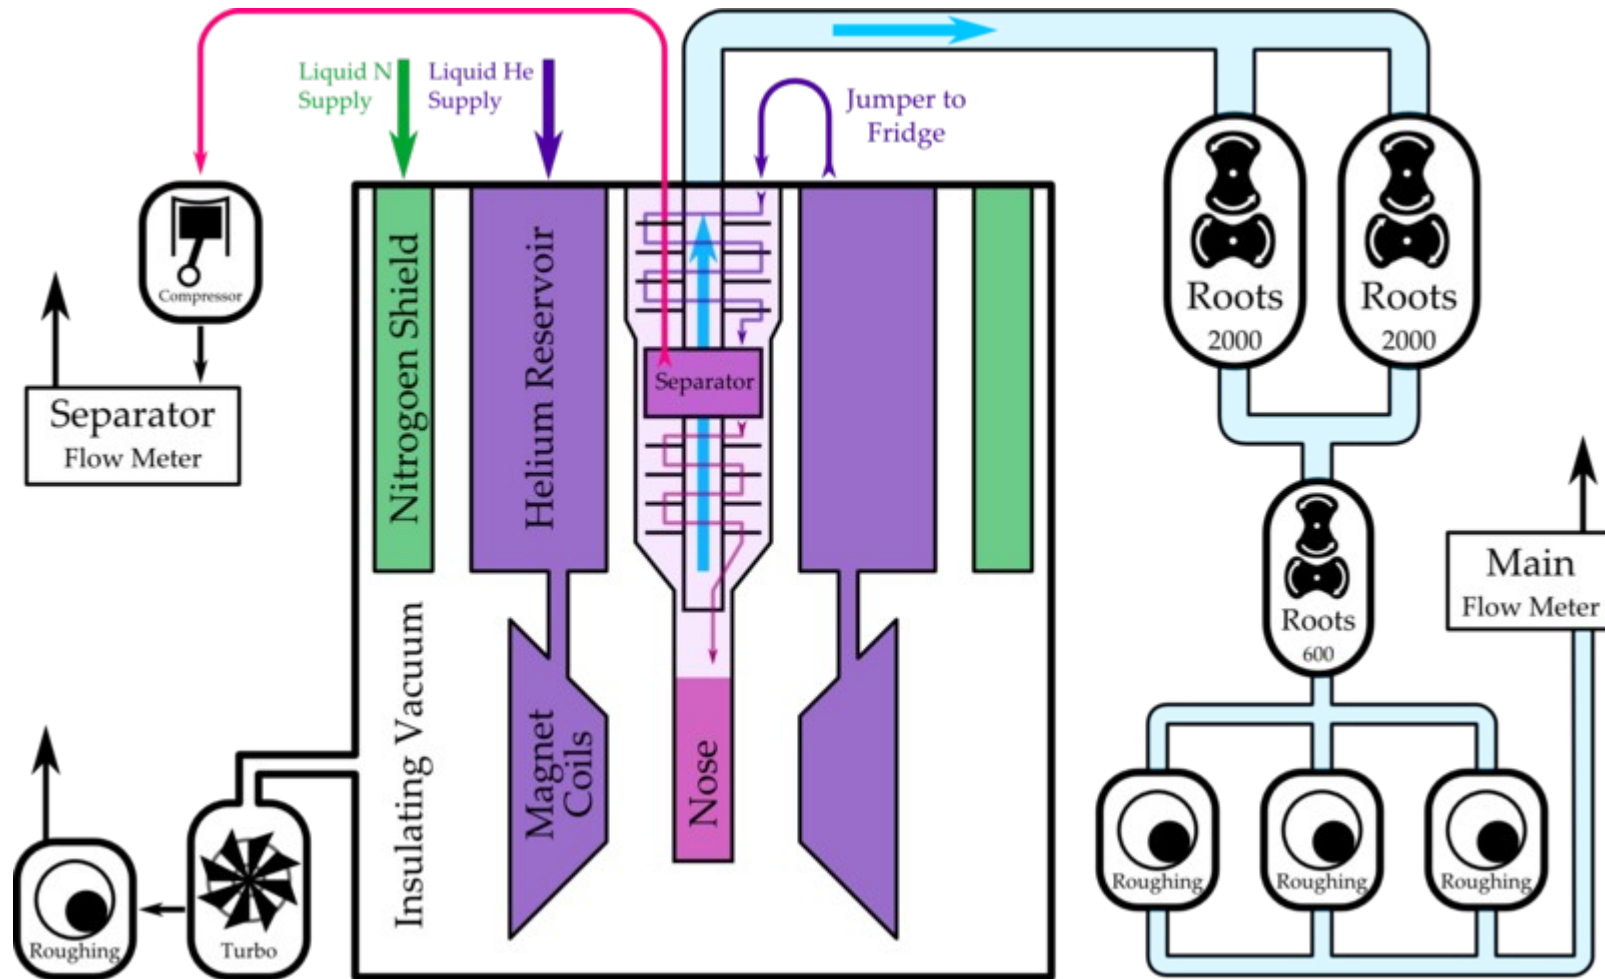 Liquid N
Supply
Liquid He
Supply
Jumper to
Fridge
Compressor
Separator
Flow Meter
Nitrogoen Shield
Helium Reservoir
Separator
Insulating Vacuum
Magnet
Coils
Nose
Roughing
Turbo
Roots
2000
Roots
2000
Roots
600
Main
Flow Meter
Roughing
Roughing
Roughing